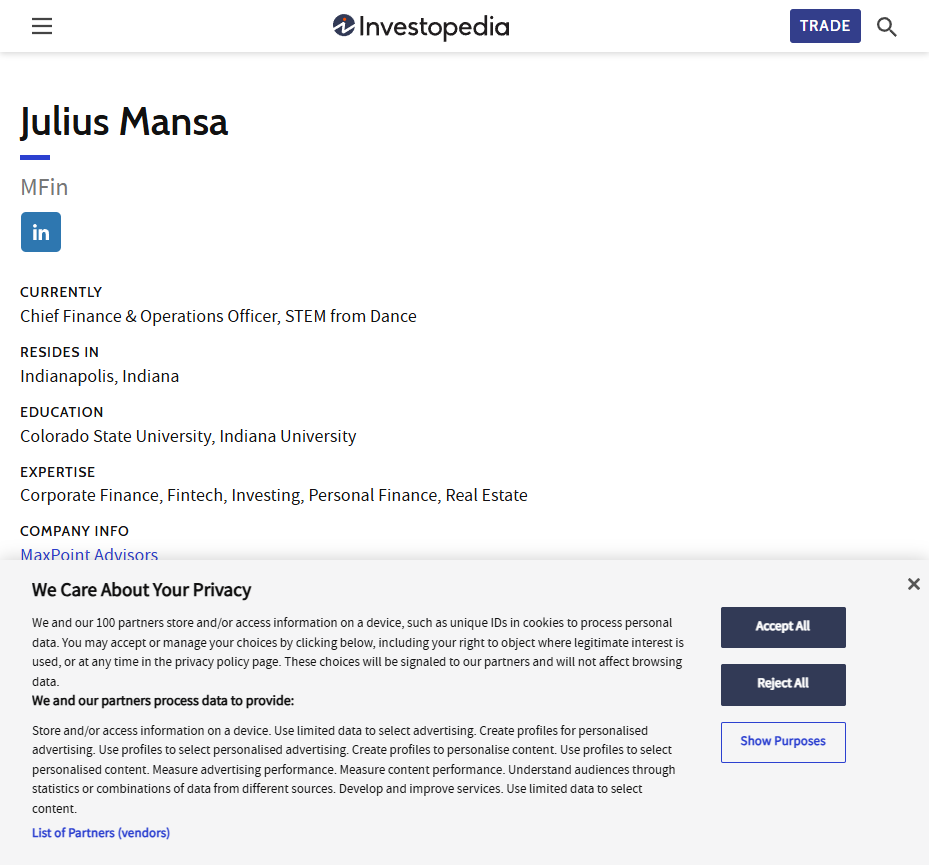 Investopedia
TRADE
Julius Mansa
MFin
in
CURRENTLY
Chief Finance & Operations Officer, STEM from Dance
RESIDES IN
Indianapolis, Indiana
EDUCATION
Colorado State University, Indiana University
EXPERTISE
Corporate Finance, Fintech, Investing, Personal Finance, Real Estate
COMPANY INFO
MaxPoint Advisors
We Care About Your Privacy
We and our 100 partners store and/or access information on a device, such as unique IDs in cookies to process personal
data. You may accept or manage your choices by clicking below, including your right to object where legitimate interest is
used, or at any time in the privacy policy page. These choices will be signaled to our partners and will not affect browsing
data.
We and our partners process data to provide:
Store and/or access information on a device. Use limited data to select advertising. Create profiles for personalised
advertising. Use profiles to select personalised advertising. Create profiles to personalise content. Use profiles to select
personalised content. Measure advertising performance. Measure content performance. Understand audiences through
statistics or combinations of data from different sources. Develop and improve services. Use limited data to select
content.
List of Partners (vendors)
Accept All
Reject All
Show Purposes